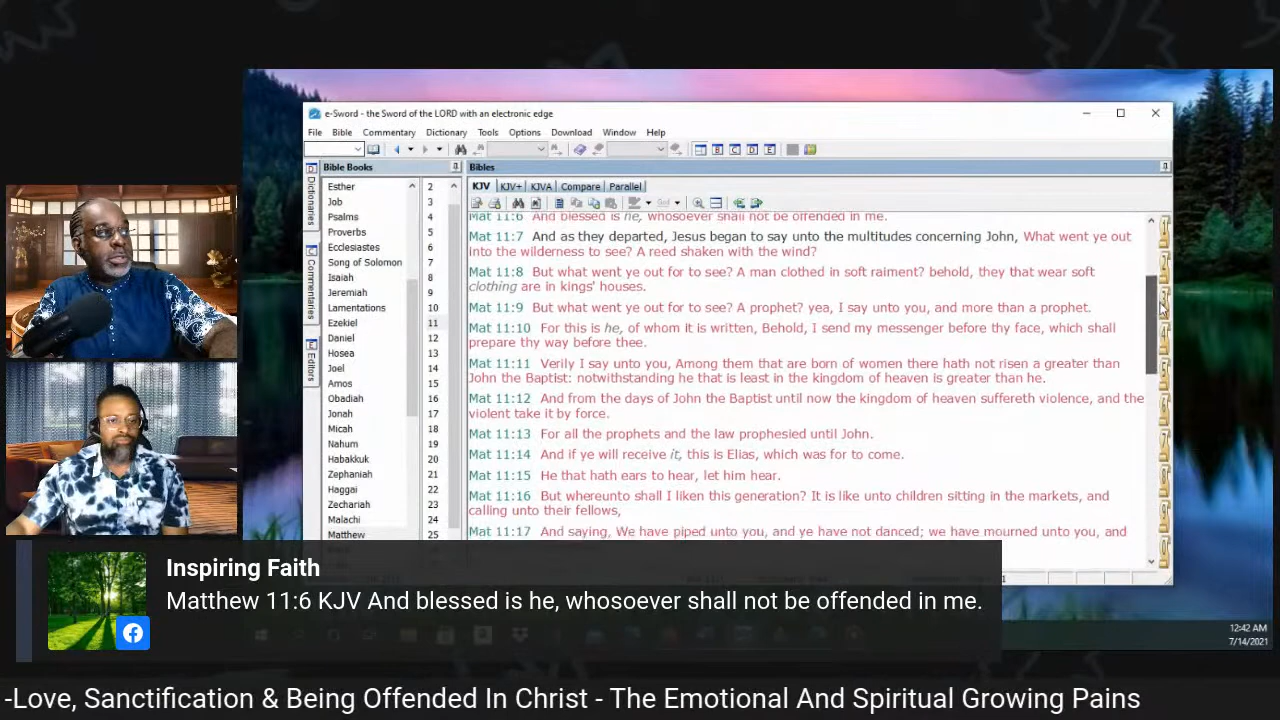 e-Sword - the Sword of the LORD with an electronic edge
File Bible Commentary Dictionary Tools Options Download Window Help
Bible Books
Bibles
Dictionaries
Commentaries
Editors
Esther
Job
Psalms
Proverbs
Ecclesiastes
Song of Solomon
Isaiah
Jeremiah
Lamentations
Ezekiel
Daniel
Hosea
Joel
Amos
Obadiah
Jonah
Micah
Nahum
Habakkuk
Zephaniah
Haggai
Zechariah
Malachi
Matthew
2
3
4
5
6
7
8
9
10
11
12
13
14
15
16
17
18
19
20
21
22
23
24
25
KJV KJV+ KJVA Compare Parallel
Mat 11:6 And blessed is he, whosoever shall not be offended in me.
Mat 11:7 And as they departed, Jesus began to say unto the multitudes concerning John, What went ye out
into the wilderness to see? A reed shaken with the wind?
Mat 11:8 But what went ye out for to see? A man clothed in soft raiment? behold, they that wear soft
clothing are in kings' houses.
Mat 11:9 But what went ye out for to see? A prophet? yea, I say unto you, and more than a prophet.
Mat 11:10 For this is he, of whom it is written, Behold, I send my messenger before thy face, which shall
prepare thy way before thee.
Mat 11:11 Verily I say unto you, Among them that are born of women there hath not risen a greater than
John the Baptist: notwithstanding he that is least in the kingdom of heaven is greater than he.
Mat 11:12 And from the days of John the Baptist until now the kingdom of heaven suffereth violence, and the
violent take it by force.
Mat 11:13 For all the prophets and the law prophesied until John.
Mat 11:14 And if ye will receive it, this is Elias, which was for to come.
Mat 11:15 He that hath ears to hear, let him hear.
Mat 11:16 But whereunto shall I liken this generation? It is like unto children sitting in the markets, and
calling unto their fellows,
Mat 11:17 And saying, We have piped unto you, and ye have not danced; we have mourned unto you, and
Inspiring Faith
Matthew 11:6 KJV And blessed is he, whosoever shall not be offended in me.
12:42 AM
7/14/2021
-Love, Sanctification & Being Offended In Christ - The Emotional And Spiritual Growing Pains